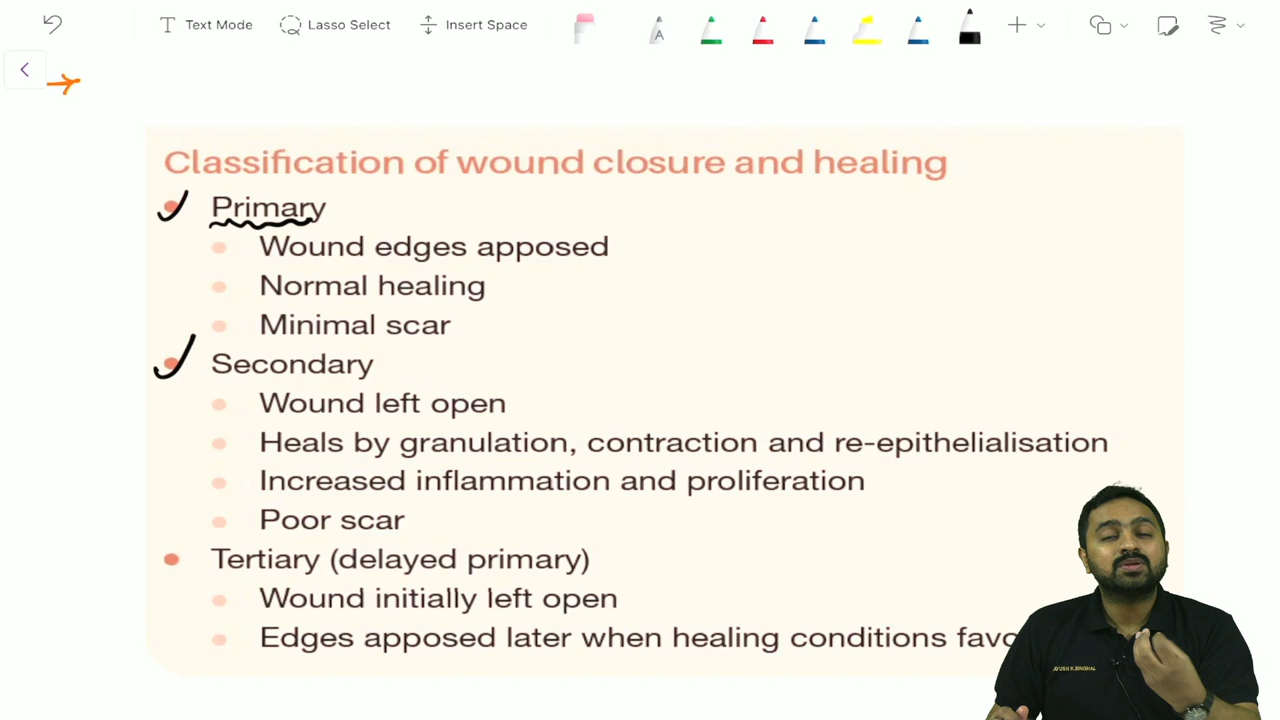 Text Mode
Lasso Select
Insert Space
Classification of wound closure and healing
Primary
Wound edges apposed
Normal healing
Minimal scar
Secondary
Wound left open
Heals by granulation, contraction and re-epithelialisation
Increased inflammation and proliferation
Poor scar
Tertiary (delayed primary)
Wound initially left open
Edges apposed later when healing conditions